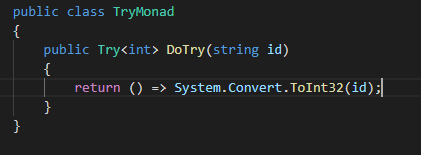 public class TryMonad
{
    public Try<int> DoTry(string id)
    {
        return () => System.Convert.ToInt32(id);
    }
}